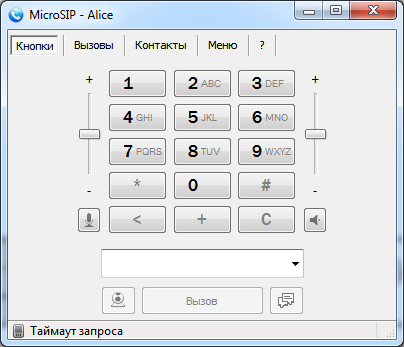 MicroSIP - Alice
Кнопки Вызовы Контакты Меню ?
+ +
1 2 ABC 3 DEF
4 GHI 5 JKL 6 MNO
7 PQRS 8 TUV 9 WXYZ
- * 0 # -
< + C
Вызов
Таймаут запроса